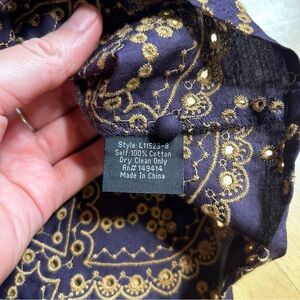 Style: L11523-8
Self: 100% Cotton
Dry Clean Only
Rn# 149414
Made In China